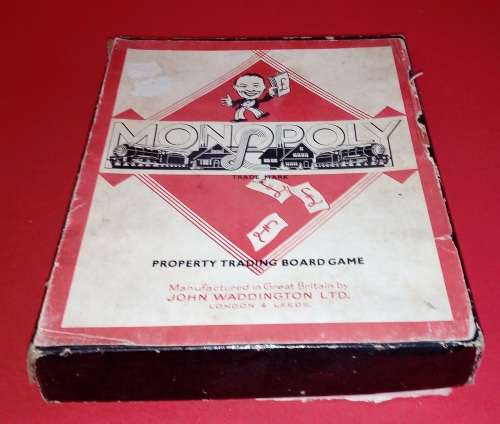 MONOPOLY
TRADE MARK
PROPERTY TRADING BOARD GAME
Manufactured in Great Britain by
JOHN WADDINGTON LTD.
LONDON & LEEDS.